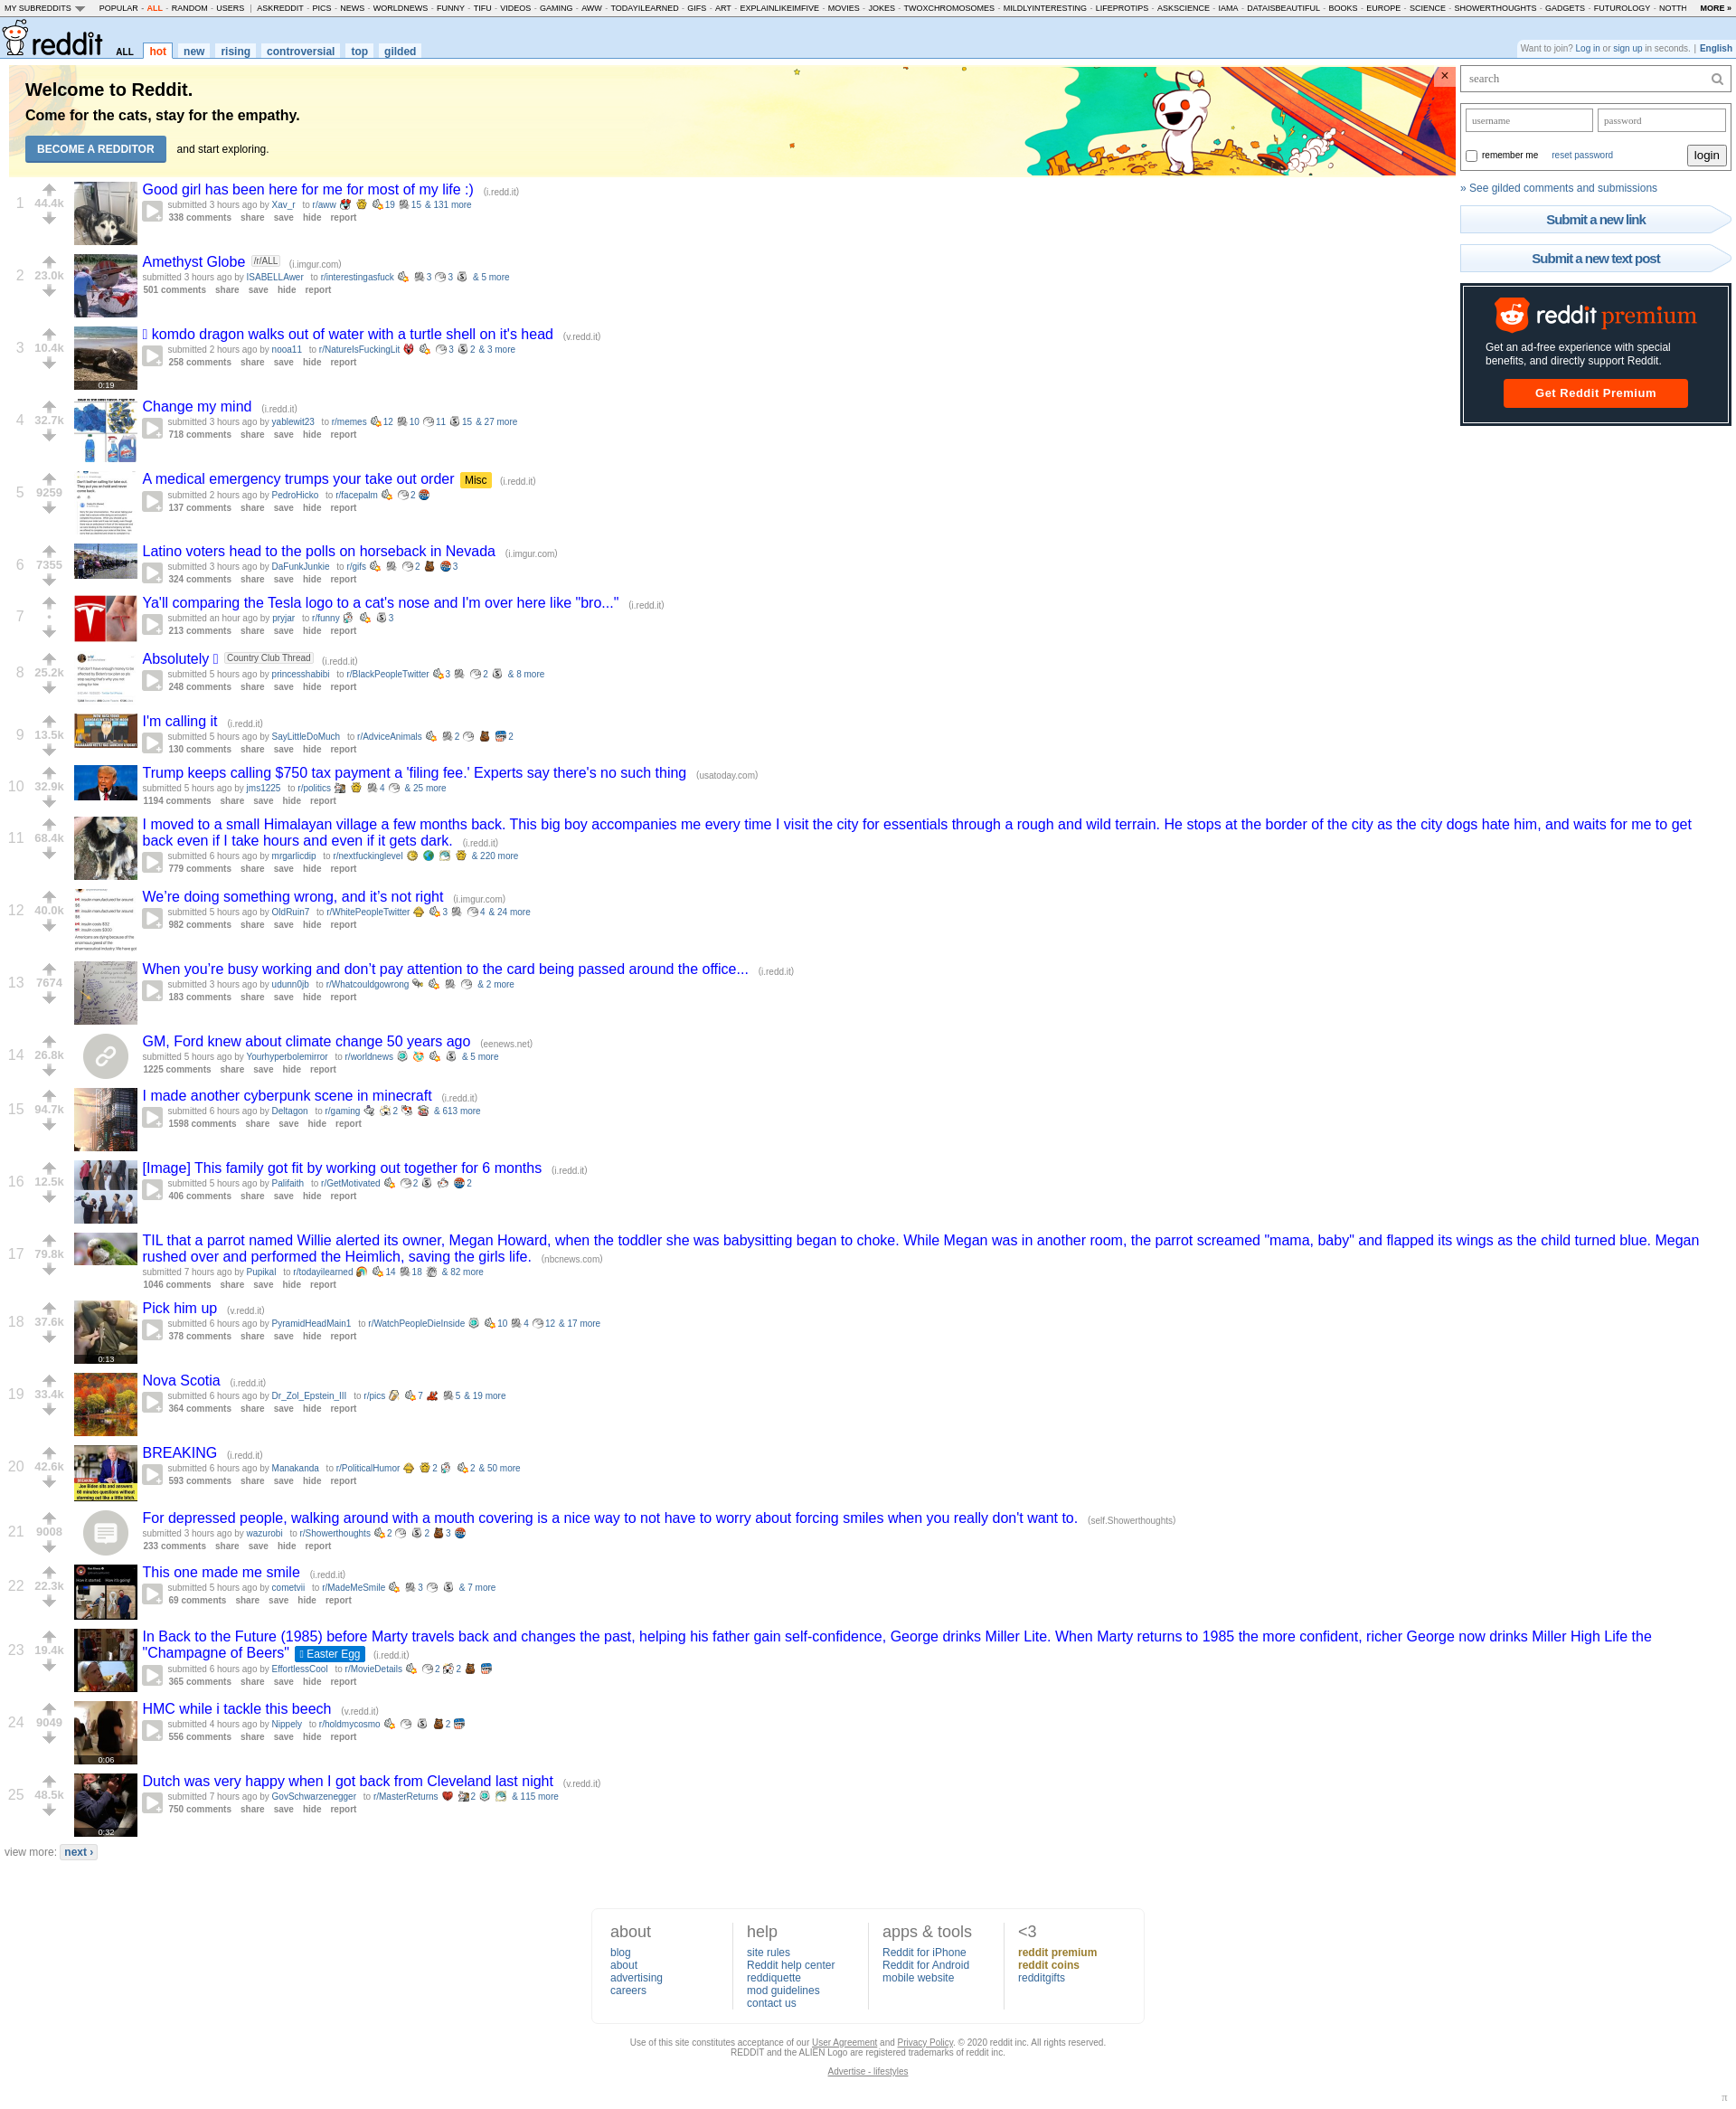 MY SUBREDDITS POPULAR - ALL - RANDOM - USERS | ASKREDDIT - PICS - NEWS - WORLDNEWS - FUNNY - TIFU - VIDEOS - GAMING - AWW - TODAYILEARNED - GIFS - ART - EXPLAINLIKEIMFIVE - MOVIES - JOKES - TWOXCHROMOSOMES - MILDLYINTERESTING - LIFEPROTIPS - ASKSCIENCE - IAMA - DATAISBEAUTIFUL - BOOKS - EUROPE - SCIENCE - SHOWERTHOUGHTS - GADGETS - FUTUROLOGY - NOTTH MORE »
reddit ALL hot new rising controversial top gilded
Want to join? Log in or sign up in seconds. | English
Welcome to Reddit.
Come for the cats, stay for the empathy.
BECOME A REDDITOR and start exploring.
×
search
username password
remember me reset password login
» See gilded comments and submissions
Submit a new link
Submit a new text post
reddit premium
Get an ad-free experience with special
benefits, and directly support Reddit.
Get Reddit Premium
1 44.4k Good girl has been here for me for most of my life :) (i.redd.it)
submitted 3 hours ago by Xav_r to r/aww 19 15 & 131 more
338 comments share save hide report
2 23.0k Amethyst Globe /r/ALL (i.imgur.com)
submitted 3 hours ago by ISABELLAwer to r/interestingasfuck 3 3 & 5 more
501 comments share save hide report
3 10.4k komdo dragon walks out of water with a turtle shell on it's head (v.redd.it)
submitted 2 hours ago by nooa11 to r/NatureIsFuckingLit 3 2 & 3 more
258 comments share save hide report
0:19
4 32.7k Change my mind (i.redd.it)
submitted 3 hours ago by yablewit23 to r/memes 12 10 11 15 & 27 more
718 comments share save hide report
5 9259 A medical emergency trumps your take out order Misc (i.redd.it)
submitted 2 hours ago by PedroHicko to r/facepalm 2
137 comments share save hide report
6 7355 Latino voters head to the polls on horseback in Nevada (i.imgur.com)
submitted 3 hours ago by DaFunkJunkie to r/gifs 2 3
324 comments share save hide report
7 • Ya'll comparing the Tesla logo to a cat's nose and I'm over here like "bro..." (i.redd.it)
submitted an hour ago by pryjar to r/funny 3
213 comments share save hide report
8 25.2k Absolutely Country Club Thread (i.redd.it)
submitted 5 hours ago by princesshabibi to r/BlackPeopleTwitter 3 2 & 8 more
248 comments share save hide report
9 13.5k I'm calling it (i.redd.it)
submitted 5 hours ago by SayLittleDoMuch to r/AdviceAnimals 2 2
130 comments share save hide report
10 32.9k Trump keeps calling $750 tax payment a 'filing fee.' Experts say there's no such thing (usatoday.com)
submitted 5 hours ago by jms1225 to r/politics 4 & 25 more
1194 comments share save hide report
11 68.4k I moved to a small Himalayan village a few months back. This big boy accompanies me every time I visit the city for essentials through a rough and wild terrain. He stops at the border of the city as the city dogs hate him, and waits for me to get
back even if I take hours and even if it gets dark. (i.redd.it)
submitted 6 hours ago by mrgarlicdip to r/nextfuckinglevel & 220 more
779 comments share save hide report
12 40.0k We’re doing something wrong, and it’s not right (i.imgur.com)
submitted 5 hours ago by OldRuin7 to r/WhitePeopleTwitter 3 4 & 24 more
982 comments share save hide report
13 7674 When you’re busy working and don’t pay attention to the card being passed around the office... (i.redd.it)
submitted 3 hours ago by udunn0jb to r/Whatcouldgowrong & 2 more
183 comments share save hide report
14 26.8k GM, Ford knew about climate change 50 years ago (eenews.net)
submitted 5 hours ago by Yourhyperbolemirror to r/worldnews & 5 more
1225 comments share save hide report
15 94.7k I made another cyberpunk scene in minecraft (i.redd.it)
submitted 6 hours ago by Deltagon to r/gaming 2 & 613 more
1598 comments share save hide report
16 12.5k [Image] This family got fit by working out together for 6 months (i.redd.it)
submitted 5 hours ago by Palifaith to r/GetMotivated 2 2
406 comments share save hide report
17 79.8k TIL that a parrot named Willie alerted its owner, Megan Howard, when the toddler she was babysitting began to choke. While Megan was in another room, the parrot screamed "mama, baby" and flapped its wings as the child turned blue. Megan
rushed over and performed the Heimlich, saving the girls life. (nbcnews.com)
submitted 7 hours ago by Pupikal to r/todayilearned 14 18 & 82 more
1046 comments share save hide report
18 37.6k Pick him up (v.redd.it)
submitted 6 hours ago by PyramidHeadMain1 to r/WatchPeopleDieInside 10 4 12 & 17 more
378 comments share save hide report
0:13
19 33.4k Nova Scotia (i.redd.it)
submitted 6 hours ago by Dr_Zol_Epstein_III to r/pics 7 5 & 19 more
364 comments share save hide report
20 42.6k BREAKING (i.redd.it)
submitted 6 hours ago by Manakanda to r/PoliticalHumor 2 2 & 50 more
593 comments share save hide report
21 9008 For depressed people, walking around with a mouth covering is a nice way to not have to worry about forcing smiles when you really don't want to. (self.Showerthoughts)
submitted 3 hours ago by wazurobi to r/Showerthoughts 2 2 3
233 comments share save hide report
22 22.3k This one made me smile (i.redd.it)
submitted 5 hours ago by cometvii to r/MadeMeSmile 3 & 7 more
69 comments share save hide report
23 19.4k In Back to the Future (1985) before Marty travels back and changes the past, helping his father gain self-confidence, George drinks Miller Lite. When Marty returns to 1985 the more confident, richer George now drinks Miller High Life the
"Champagne of Beers" Easter Egg (i.redd.it)
submitted 6 hours ago by EffortlessCool to r/MovieDetails 2 2
365 comments share save hide report
24 9049 HMC while i tackle this beech (v.redd.it)
submitted 4 hours ago by Nippely to r/holdmycosmo 2
556 comments share save hide report
0:06
25 48.5k Dutch was very happy when I got back from Cleveland last night (v.redd.it)
submitted 7 hours ago by GovSchwarzenegger to r/MasterReturns 2 & 115 more
750 comments share save hide report
0:32
view more: next ›
about
blog
about
advertising
careers
help
site rules
Reddit help center
reddiquette
mod guidelines
contact us
apps & tools
Reddit for iPhone
Reddit for Android
mobile website
<3
reddit premium
reddit coins
redditgifts
Use of this site constitutes acceptance of our User Agreement and Privacy Policy. © 2020 reddit inc. All rights reserved.
REDDIT and the ALIEN Logo are registered trademarks of reddit inc.
Advertise - lifestyles
π